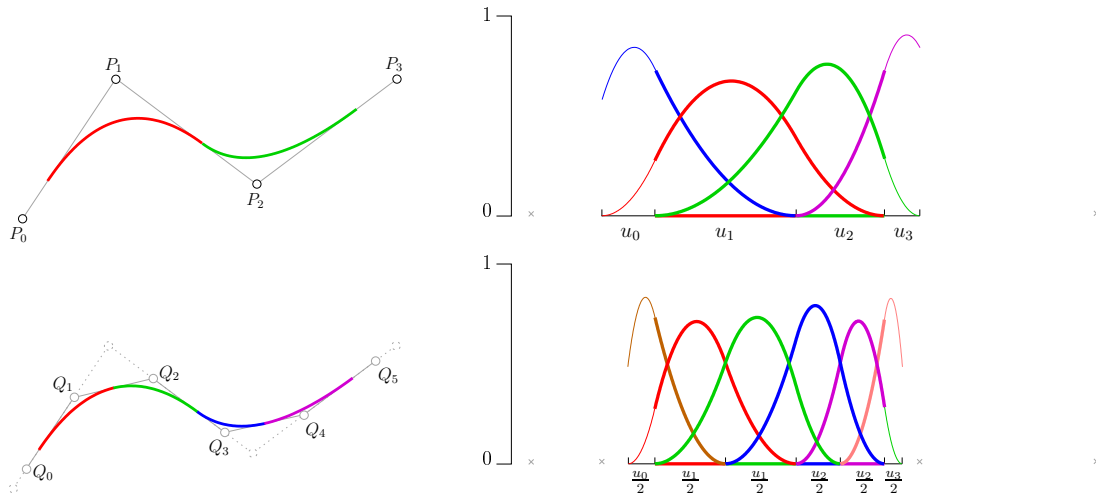 P₁
P₃
P₂
P₀
1
0
u₀ u₁ u₂ u₃
Q₁ Q₂
Q₅
Q₃ Q₄
Q₀
1
0
u₀/2 u₁/2 u₁/2 u₂/2 u₂/2 u₃/2